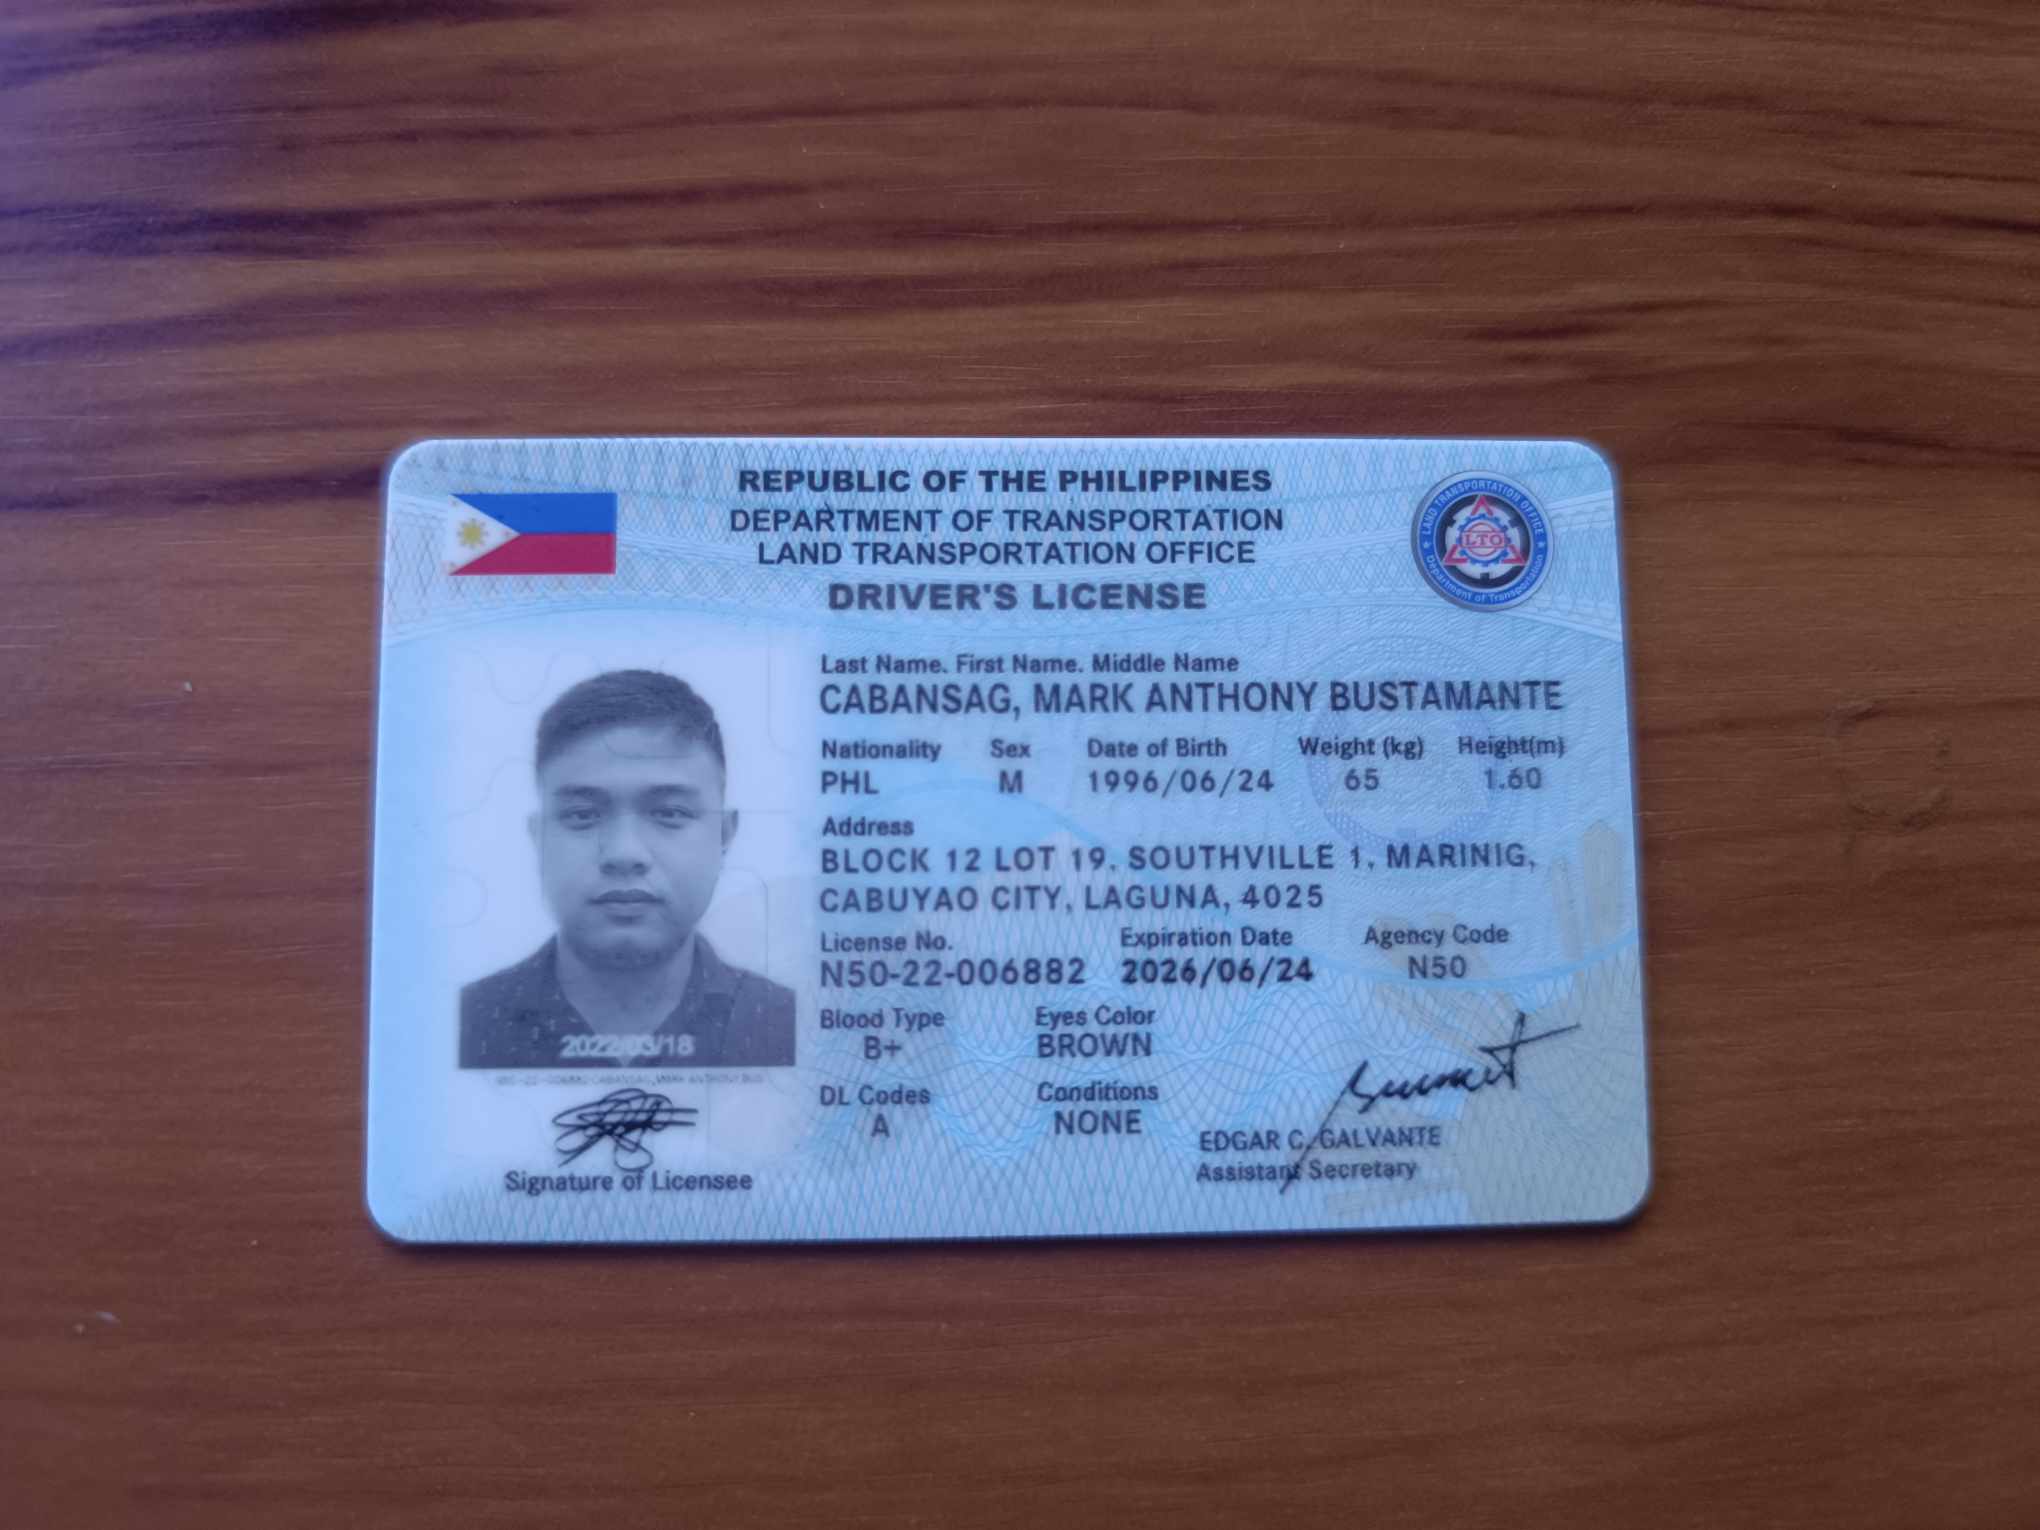 REPUBLIC OF THE PHILIPPINES
DEPARTMENT OF TRANSPORTATION
LAND TRANSPORTATION OFFICE
DRIVER'S LICENSE
LAND TRANSPORTATION OFFICE
LTO
Department of Transportation
Last Name. First Name. Middle Name
CABANSAG, MARK ANTHONY BUSTAMANTE
Nationality Sex Date of Birth Weight (kg) Height(m)
PHL M 1996/06/24 65 1.60
Address
BLOCK 12 LOT 19, SOUTHVILLE 1, MARINIG,
CABUYAO CITY, LAGUNA, 4025
License No. Expiration Date Agency Code
N50-22-006882 2026/06/24 N50
Blood Type Eyes Color
B+ BROWN
DL Codes Conditions
A NONE
2022/03/18
Signature of Licensee
EDGAR C. GALVANTE
Assistant Secretary